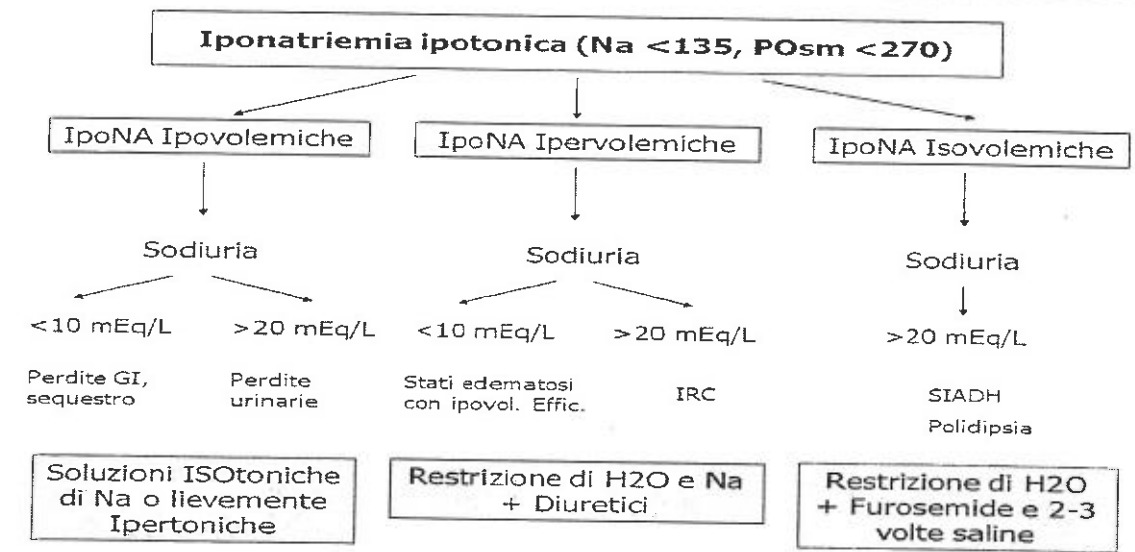 Iponatriemia ipotonica (Na <135, POsm <270)
IpoNA Ipovolemiche
IpoNA Ipervolemiche
IpoNA Isovolemiche
Sodiuria
Sodiuria
Sodiuria
<10 mEq/L
>20 mEq/L
<10 mEq/L
>20 mEq/L
>20 mEq/L
Perdite GI,
sequestro
Perdite
urinarie
Stati edematosi
con ipovol. Effic.
IRC
SIADH
Polidipsia
Soluzioni ISOtoniche
di Na o lievemente
Ipertoniche
Restrizione di H2O e Na
+ Diuretici
Restrizione di H2O
+ Furosemide e 2-3
volte saline